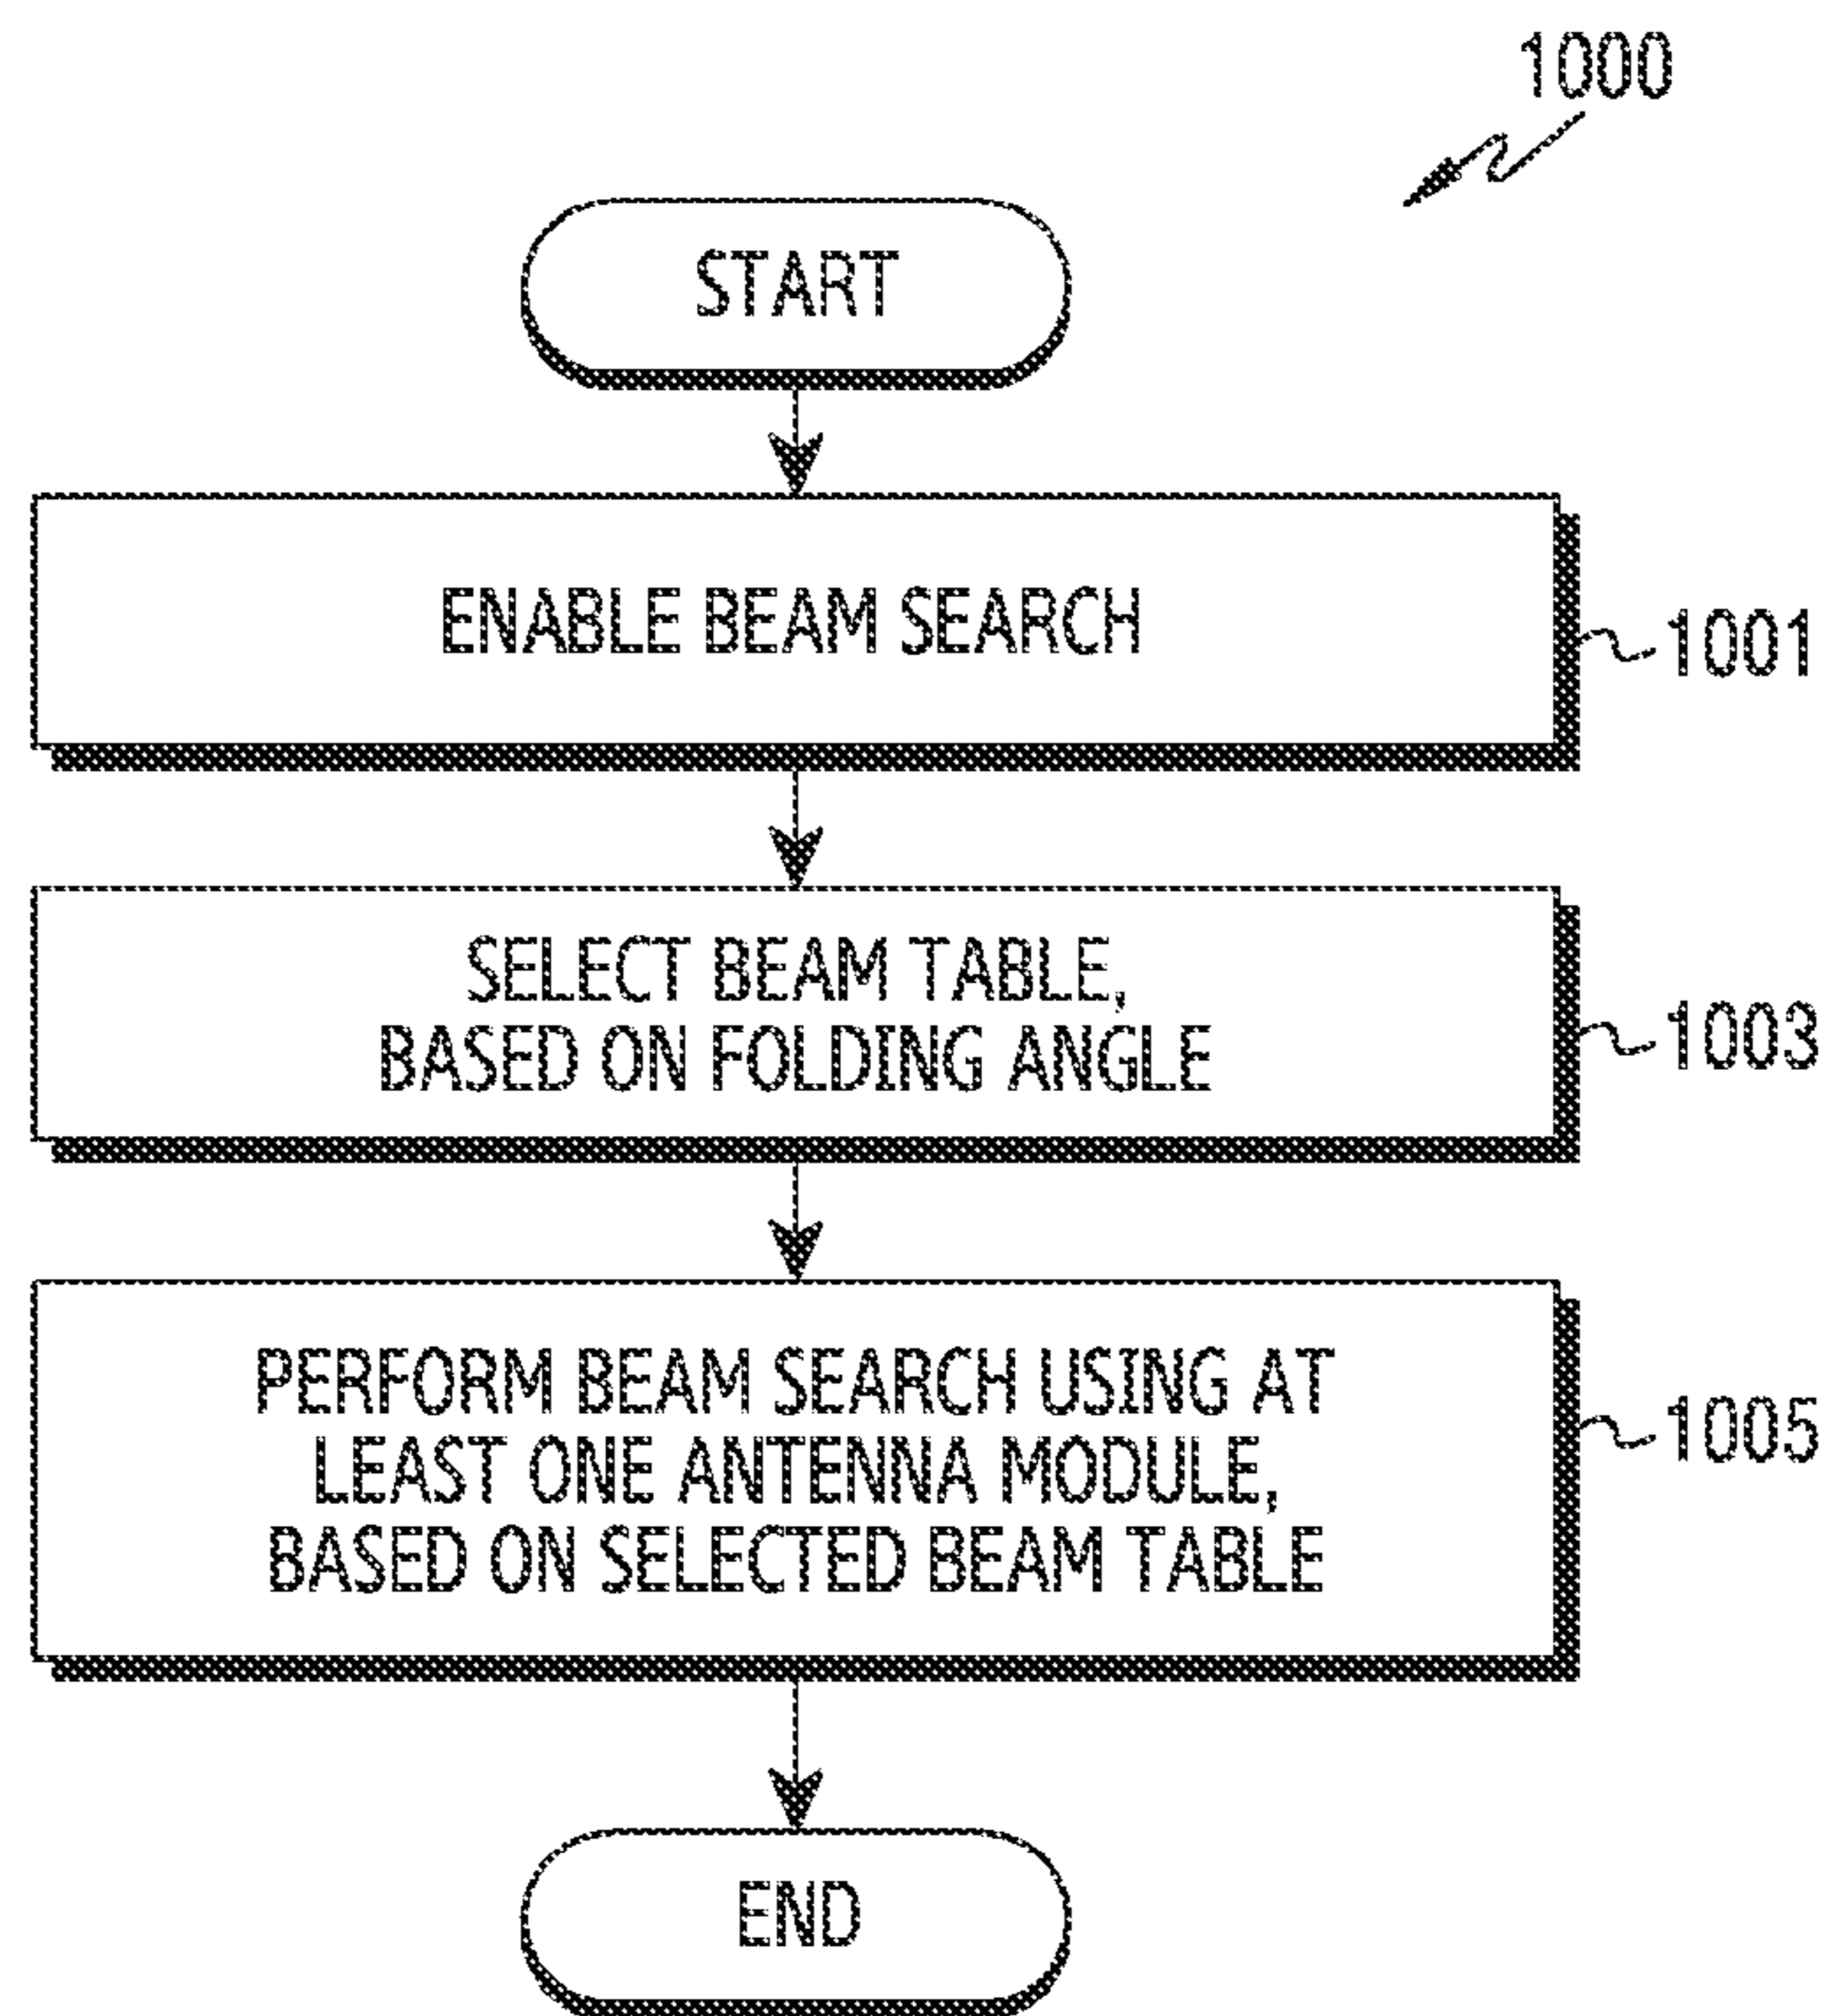 1000
START
ENABLE BEAM SEARCH
1001
SELECT BEAM TABLE,
BASED ON FOLDING ANGLE
1003
PERFORM BEAM SEARCH USING AT
LEAST ONE ANTENNA MODULE,
BASED ON SELECTED BEAM TABLE
1005
END